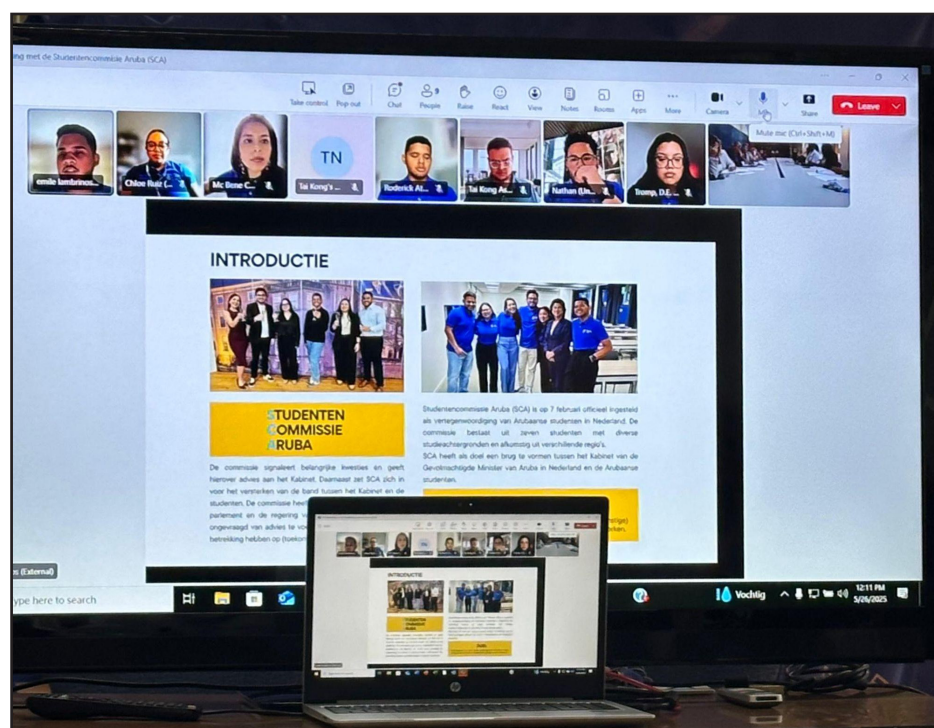 ing met de Studentencommissie Aruba (SCA)
Take control
Pop out
Chat
People
9
Raise
React
View
Notes
Rooms
Apps
More
Camera
Mic
Share
Leave
Mute mic (Ctrl+Shift+M)
emile lambrinos...
Chloe Ruiz (...
Mc Bene C...
TN
Tai Kong's ...
Roderick At...
Tai Kong As...
Nathan (Un...
Tromp, D.E....
INTRODUCTIE
STUDENTEN
COMMISSIE
ARUBA
De commissie signaleert belangrijke kwesties en geeft
hierover advies aan het Kabinet. Daarnaast zet SCA zich in
voor het versterken van de band tussen het Kabinet en de
studenten. De commissie heef
parlement en de regering v
ongevraagd van advies te vo
betrekking hebben op (toekom
Studentencommissie Aruba (SCA) is op 7 februari officieel ingesteld
als vertegenwoordiging van Arubaanse studenten in Nederland. De
commissie bestaat uit zeven studenten met diverse
studieachtergronden en afkomstig uit verschillende regio's.
SCA heeft als doel een brug te vormen tussen het Kabinet van de
Gevolmachtigde Minister van Aruba in Nederland en de Arubaanse
studenten.
s (External)
ype here to search
Vochtig
12:11 PM
5/26/2025
INTRODUCTIE
STUDENTEN
COMMISSIE
ARUBA
hp